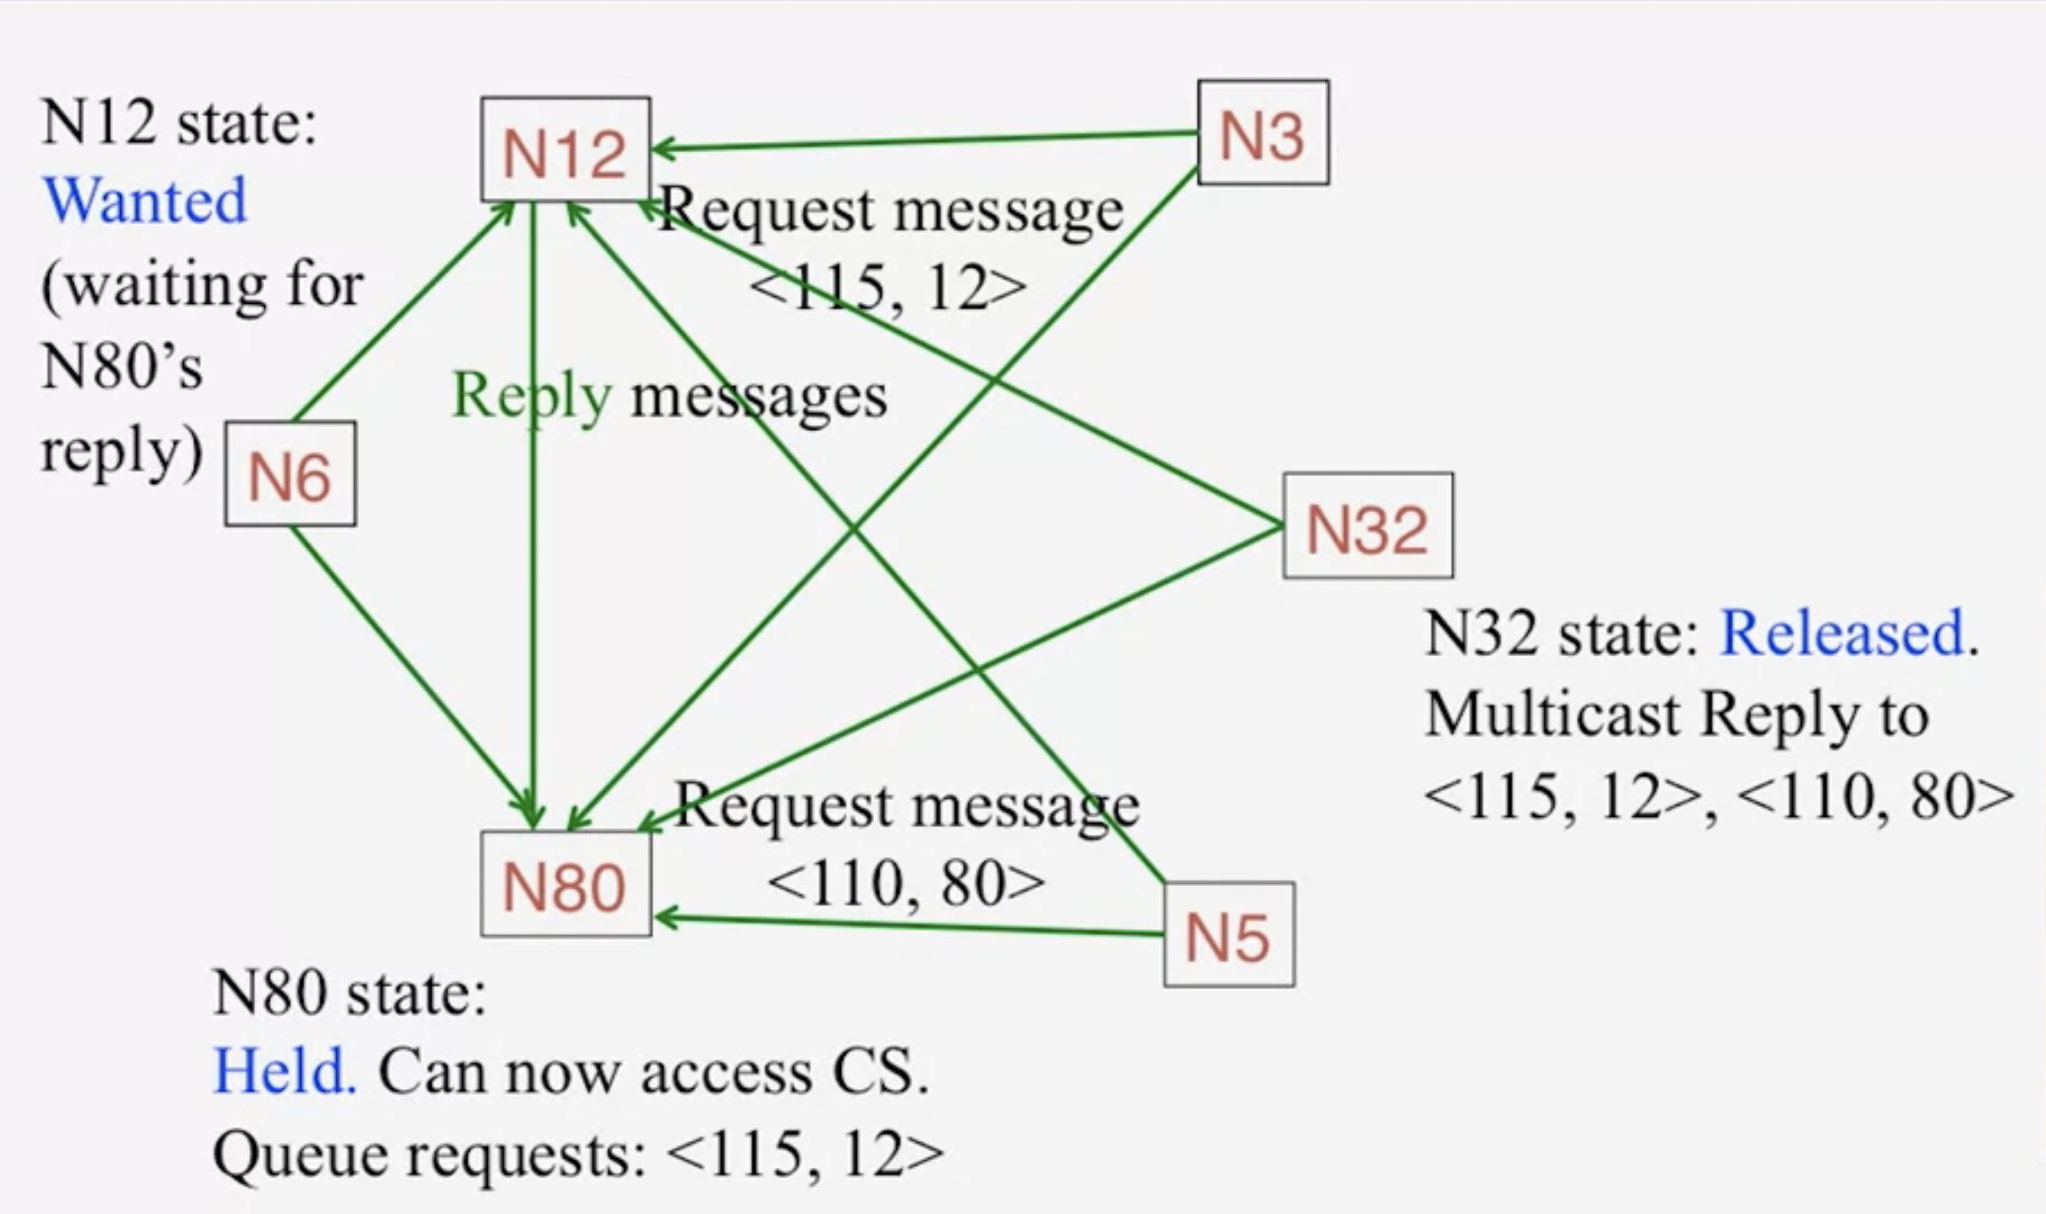 N12 state:
Wanted
(waiting for
N80’s
reply)
N12
N3
Request message
<115, 12>
Reply messages
N6
N32
N32 state: Released.
Multicast Reply to
<115, 12>, <110, 80>
Request message
<110, 80>
N80
N5
N80 state:
Held. Can now access CS.
Queue requests: <115, 12>